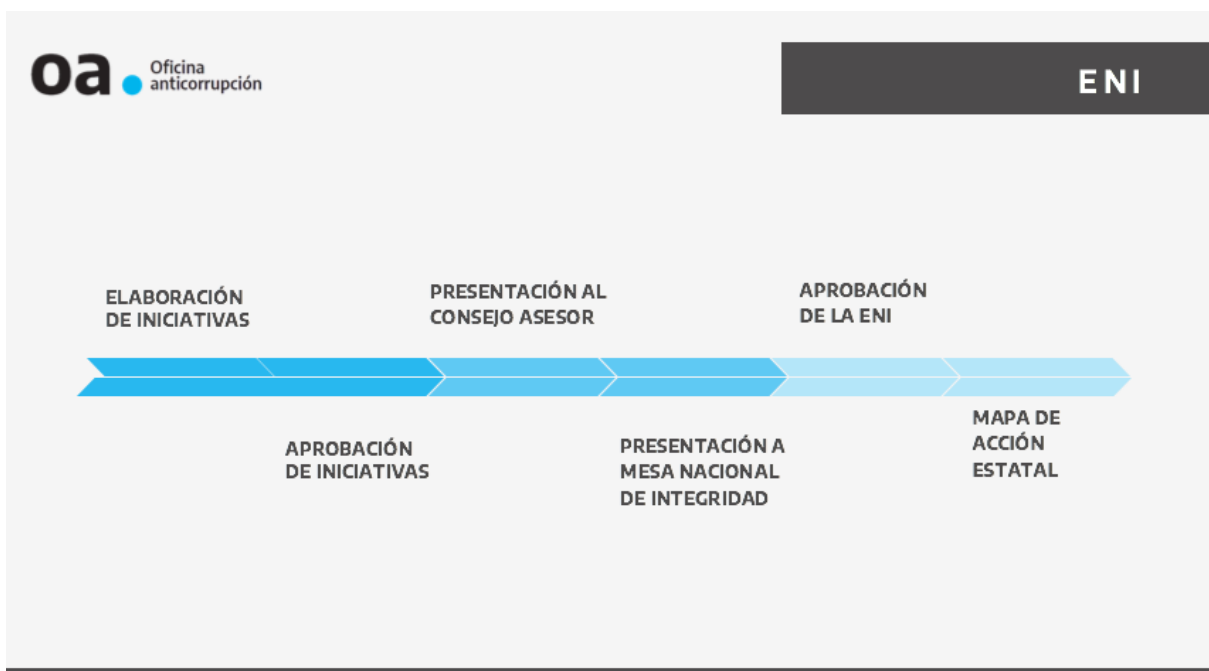 oa.
Oficina
anticorrupción
ENI
ELABORACIÓN
DE INICIATIVAS
APROBACIÓN
DE INICIATIVAS
PRESENTACIÓN AL
CONSEJO ASESOR
PRESENTACIÓN A
MESA NACIONAL
DE INTEGRIDAD
APROBACIÓN
DE LA ENI
MAPA DE
ACCIÓN
ESTATAL